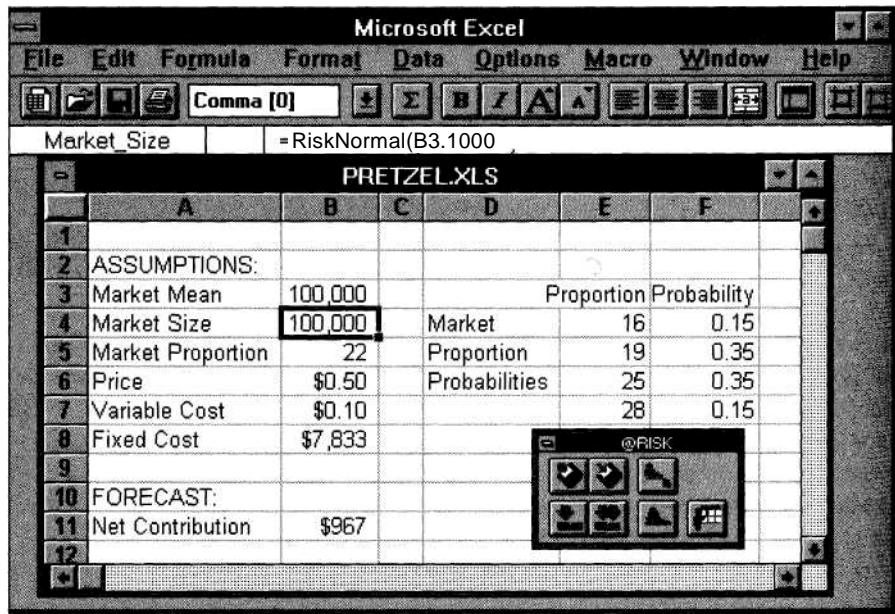 Microsoft Excel
File Edit Formula Format Data Options Macro Window Help
Comma [0] Σ B I A A
Market_Size =RiskNormal(B3.1000
PRETZEL.XLS
A B C D E F
1
2 ASSUMPTIONS:
3 Market Mean 100,000 Proportion Probability
4 Market Size 100,000 Market 16 0.15
5 Market Proportion 22 Proportion 19 0.35
6 Price $0.50 Probabilities 25 0.35
7 Variable Cost $0.10 28 0.15
8 Fixed Cost $7,833
@RISK
9
10 FORECAST:
11 Net Contribution $967
12